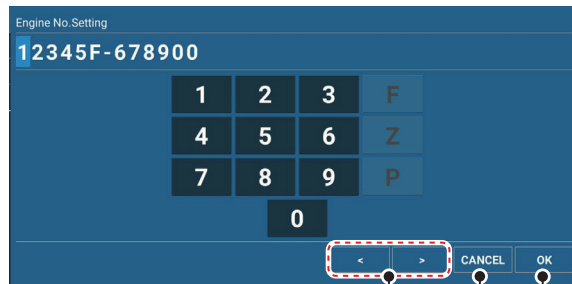 Engine No.Setting
12345F-678900
1 2 3 F
4 5 6 Z
7 8 9 P
0
< > CANCEL OK